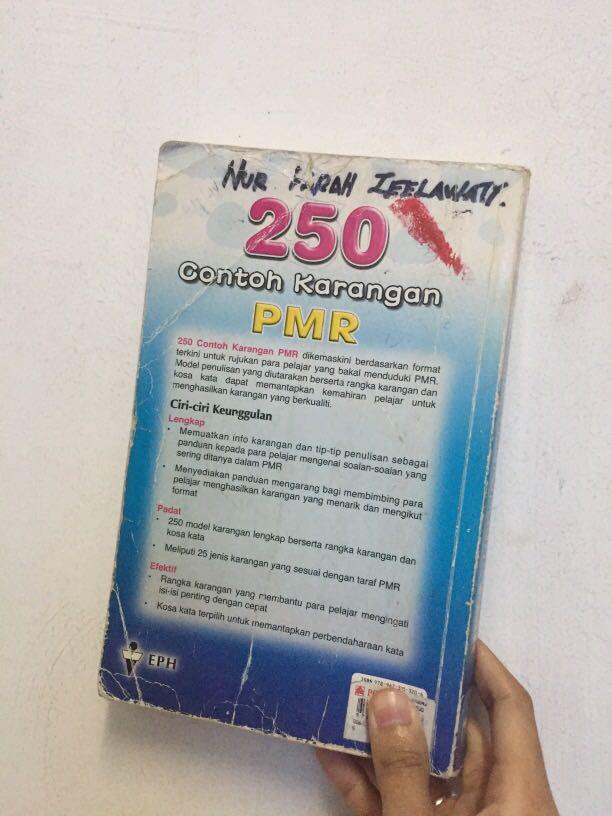 NUR FARAH
250
Contoh Karangan
PMR
250 Contoh Karangan PMR dikemaskini berdasarkan format
terkini untuk rujukan para pelajar yang bakal menduduki PMR.
Model penulisan yang diutarakan berserta rangka karangan dan
kosa kata dapat memantapkan kemahiran pelajar untuk
menghasilkan karangan yang berkualiti.
Ciri-ciri Keunggulan
Lengkap
• Memuatkan info karangan dan tip-tip penulisan sebagai
panduan kepada para pelajar mengenai soalan-soalan yang
sering ditanya dalam PMR
• Menyediakan panduan mengarang bagi membimbing para
pelajar menghasilkan karangan yang menarik dan mengikut
format
Padat
• 250 model karangan lengkap berserta rangka karangan dan
kosa kata
• Meliputi 25 jenis karangan yang sesuai dengan taraf PMR
Efektif
• Rangka karangan yang membantu para pelajar mengingati
isi-isi penting dengan cepat
• Kosa kata terpilih untuk memantapkan perbendaharaan kata
EPH
ISBN 978